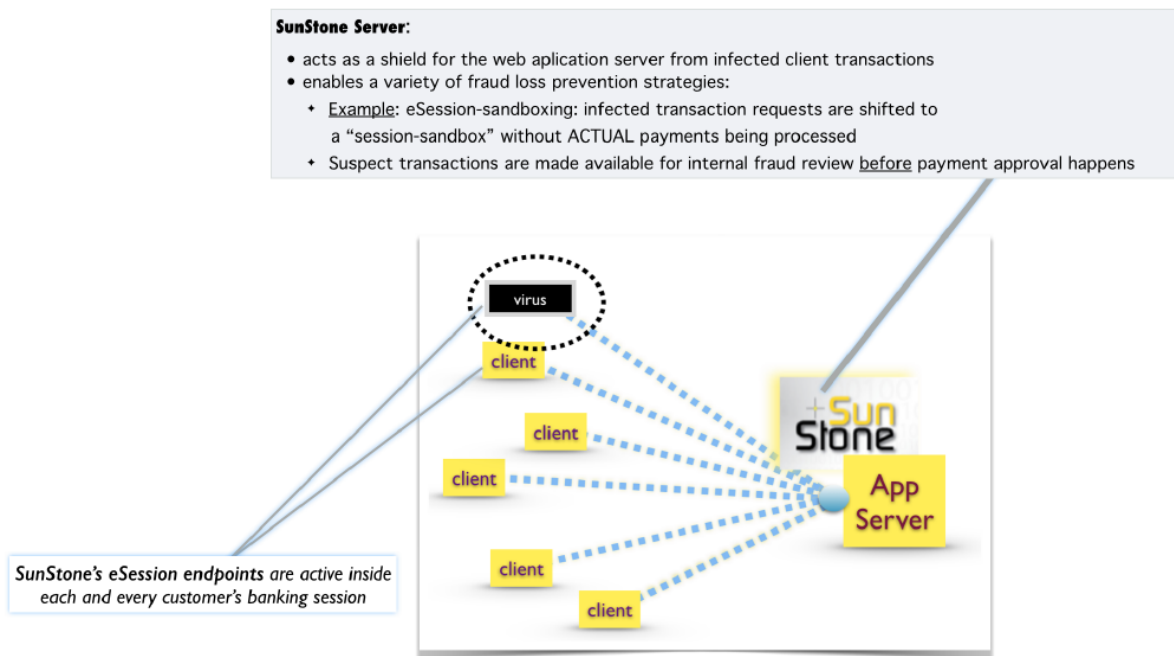 SunStone Server:
• acts as a shield for the web aplication server from infected client transactions
• enables a variety of fraud loss prevention strategies:
✦ Example: eSession-sandboxing: infected transaction requests are shifted to
a “session-sandbox” without ACTUAL payments being processed
✦ Suspect transactions are made available for internal fraud review before payment approval happens
virus
client
client
client
client
client
Sun
Stone
App
Server
SunStone’s eSession endpoints are active inside
each and every customer’s banking session